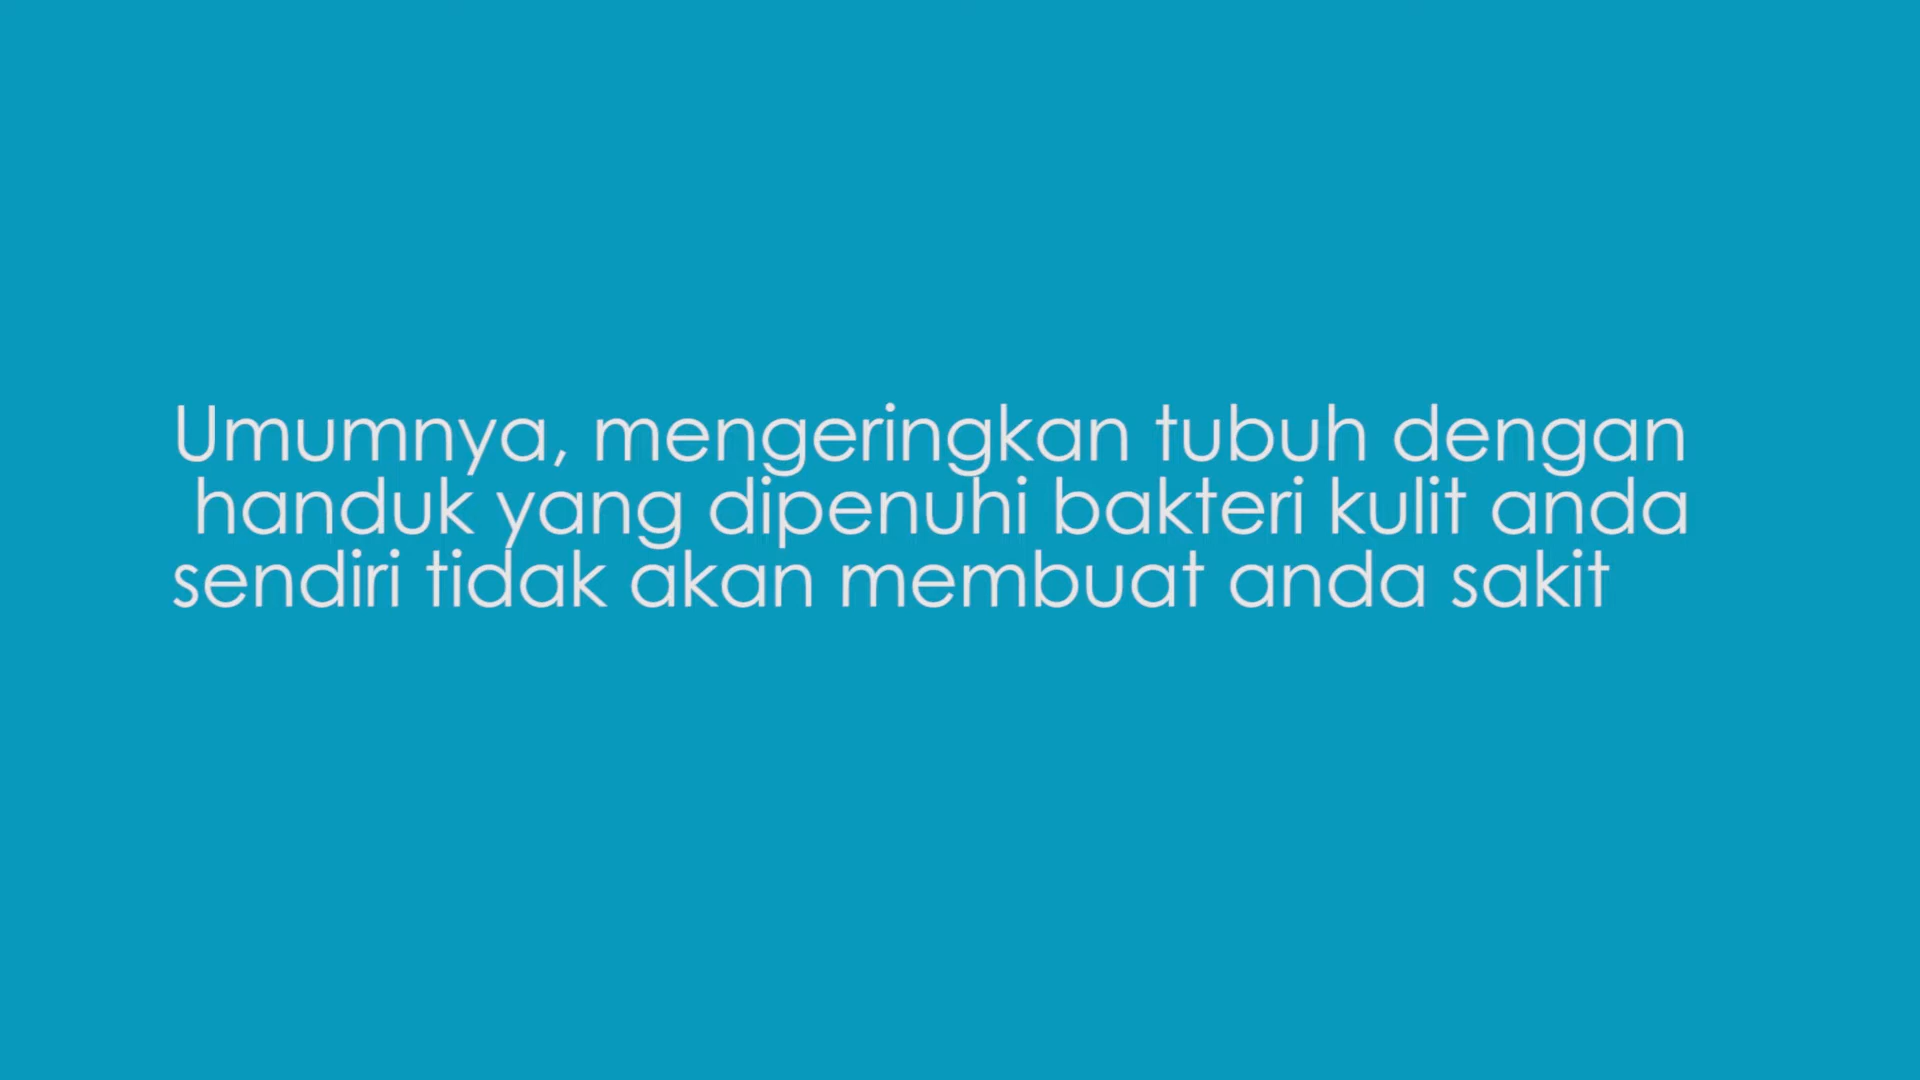 Umumnya, mengeringkan tubuh dengan
handuk yang dipenuhi bakteri kulit anda
sendiri tidak akan membuat anda sakit